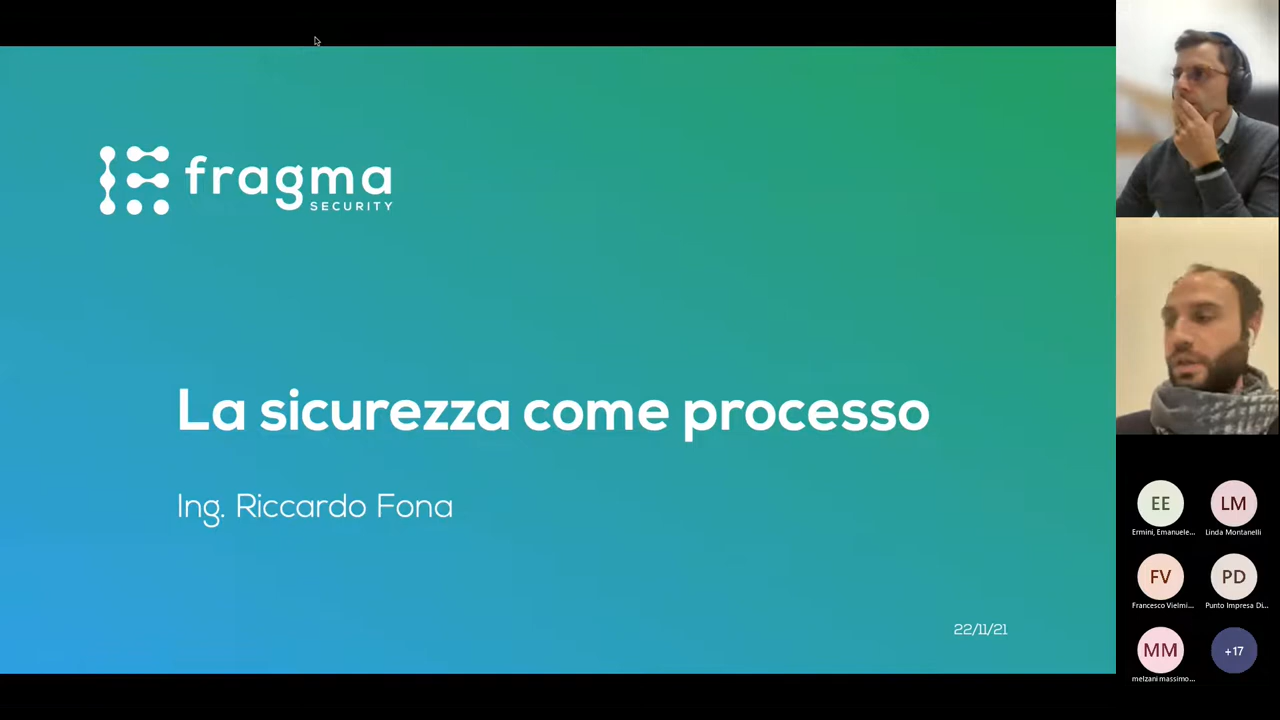 fragma
SECURITY
La sicurezza come processo
Ing. Riccardo Fona
22/11/21
EE
Ermini, Emanuele...
LM
Linda Montanelli
FV
Francesco Vielmi...
PD
Punto Impresa Di...
MM
melzani massimo...
+17